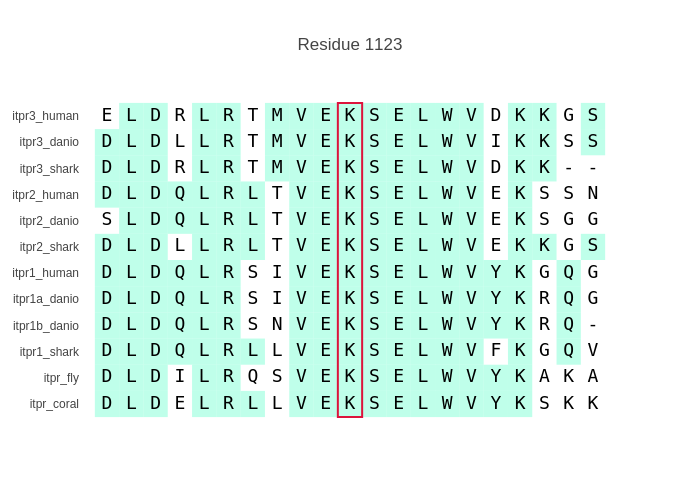 Residue 1123
itpr3_human E L D R L R T M V E K S E L W V D K K G S
itpr3_danio D L D L L R T M V E K S E L W V I K K S S
itpr3_shark D L D R L R T M V E K S E L W V D K K - -
itpr2_human D L D Q L R L T V E K S E L W V E K S S N
itpr2_danio S L D Q L R L T V E K S E L W V E K S G G
itpr2_shark D L D L L R L T V E K S E L W V E K K G S
itpr1_human D L D Q L R S I V E K S E L W V Y K G Q G
itpr1a_danio D L D Q L R S I V E K S E L W V Y K R Q G
itpr1b_danio D L D Q L R S N V E K S E L W V Y K R Q -
itpr1_shark D L D Q L R L L V E K S E L W V F K G Q V
itpr_fly D L D I L R Q S V E K S E L W V Y K A K A
itpr_coral D L D E L R L L V E K S E L W V Y K S K K